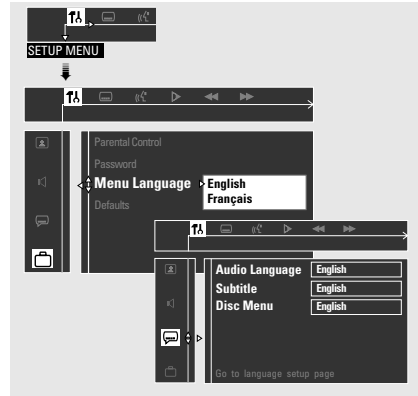 SETUP MENU
Parental Control
Password
Menu Language
English
Français
Defaults
Audio Language English
Subtitle English
Disc Menu English
Go to language setup page